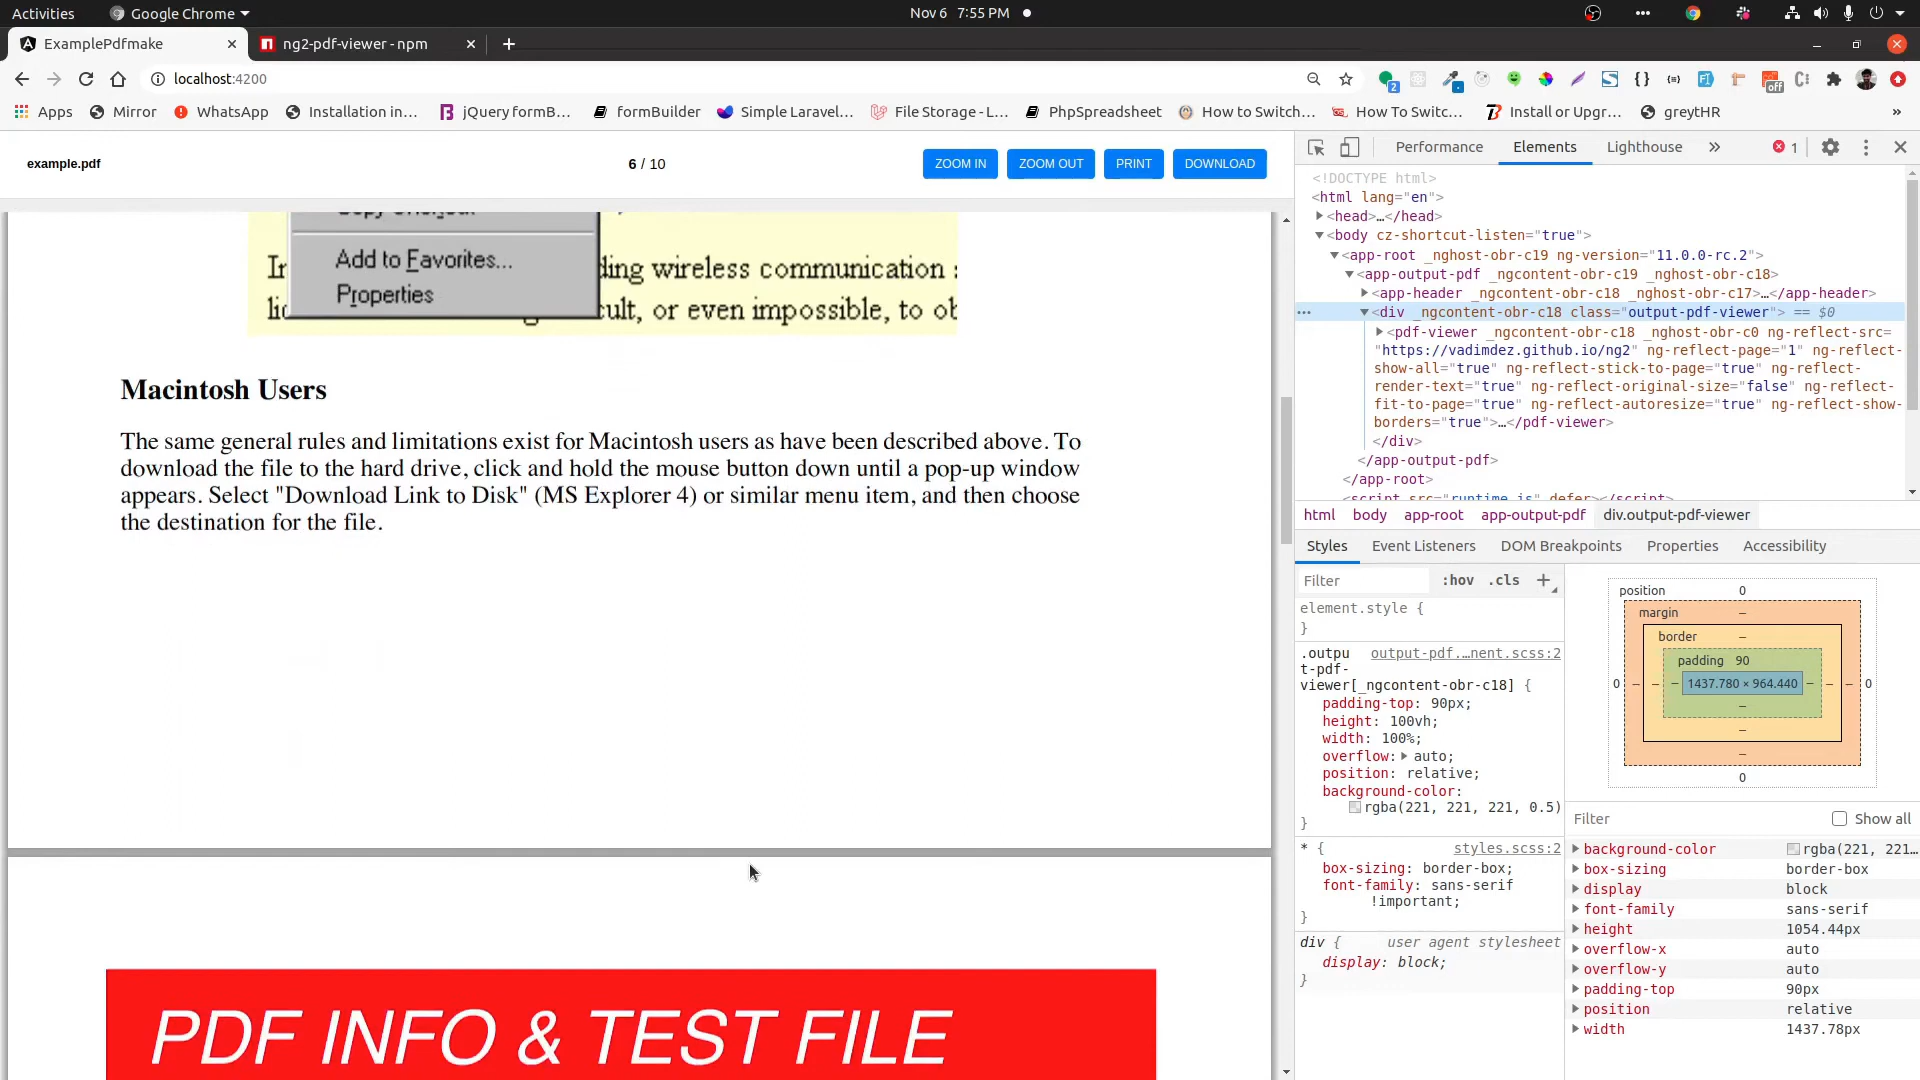 Activities
Google Chrome
Nov 6 7:55 PM
ExamplePdfmake
ng2-pdf-viewer - npm
localhost:4200
2
off
Apps
Mirror
WhatsApp
Installation in...
jQuery formB...
formBuilder
Simple Laravel...
File Storage - L...
PhpSpreadsheet
How to Switch...
How To Switc...
Install or Upgr...
greytHR
»
example.pdf
6 / 10
ZOOM IN
ZOOM OUT
PRINT
DOWNLOAD
Add to Favorites...
Properties
ding wireless communication
cult, or even impossible, to
Macintosh Users
The same general rules and limitations exist for Macintosh users as have been described above. To
download the file to the hard drive, click and hold the mouse button down until a pop-up window
appears. Select "Download Link to Disk" (MS Explorer 4) or similar menu item, and then choose
the destination for the file.
PDF INFO & TEST FILE
Performance
Elements
Lighthouse
»
1
<!DOCTYPE html>
<html lang="en">
<head>…</head>
<body cz-shortcut-listen="true">
<app-root _nghost-obr-c19 ng-version="11.0.0-rc.2">
<app-output-pdf _ngcontent-obr-c19 _nghost-obr-c18>
<app-header _ngcontent-obr-c18 _nghost-obr-c17>…</app-header>
<div _ngcontent-obr-c18 class="output-pdf-viewer"> == $0
<pdf-viewer _ngcontent-obr-c18 _nghost-obr-c0 ng-reflect-src=
"https://vadimdez.github.io/ng2" ng-reflect-page="1" ng-reflect-
show-all="true" ng-reflect-stick-to-page="true" ng-reflect-
render-text="true" ng-reflect-original-size="false" ng-reflect-
fit-to-page="true" ng-reflect-autoresize="true" ng-reflect-show-
borders="true">…</pdf-viewer>
</div>
</app-output-pdf>
</app-root>
<script src="runtime.js" defer></script>
html
body
app-root
app-output-pdf
div.output-pdf-viewer
Styles
Event Listeners
DOM Breakpoints
Properties
Accessibility
Filter
:hov
.cls
+
element.style {
}
.outpu
t-pdf-
output-pdf.…nent.scss:2
viewer[_ngcontent-obr-c18] {
padding-top: 90px;
height: 100vh;
width: 100%;
overflow: auto;
position: relative;
background-color:
rgba(221, 221, 221, 0.5)
}
* {
styles.scss:2
box-sizing: border-box;
font-family: sans-serif
!important;
}
div {
user agent stylesheet
display: block;
}
position
0
margin
–
border
–
padding
90
0
–
–
–
1437.780 × 964.440
–
–
–
0
–
–
–
0
Filter
Show all
background-color
rgba(221, 221…
box-sizing
border-box
display
block
font-family
sans-serif
height
1054.44px
overflow-x
auto
overflow-y
auto
padding-top
90px
position
relative
width
1437.78px